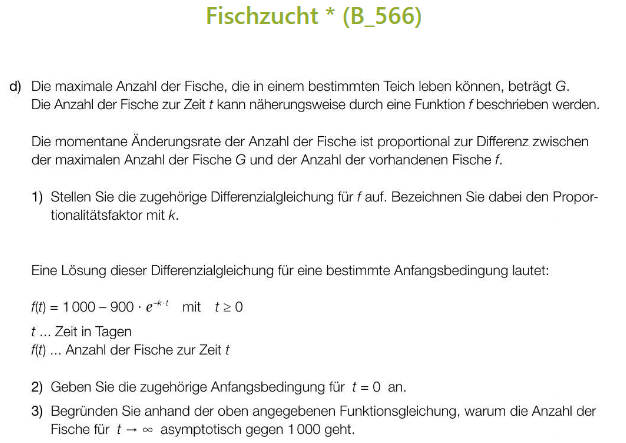 Fischzucht * (B_566)
d) Die maximale Anzahl der Fische, die in einem bestimmten Teich leben können, beträgt G.
Die Anzahl der Fische zur Zeit t kann näherungsweise durch eine Funktion f beschrieben werden.
Die momentane Änderungsrate der Anzahl der Fische ist proportional zur Differenz zwischen
der maximalen Anzahl der Fische G und der Anzahl der vorhandenen Fische f.
1) Stellen Sie die zugehörige Differenzialgleichung für f auf. Bezeichnen Sie dabei den Propor-
tionalitätsfaktor mit k.
Eine Lösung dieser Differenzialgleichung für eine bestimmte Anfangsbedingung lautet:
f(t) = 1 000 – 900 · e^(–k · t) mit t ≥ 0
t ... Zeit in Tagen
f(t) ... Anzahl der Fische zur Zeit t
2) Geben Sie die zugehörige Anfangsbedingung für t = 0 an.
3) Begründen Sie anhand der oben angegebenen Funktionsgleichung, warum die Anzahl der
Fische für t → ∞ asymptotisch gegen 1 000 geht.